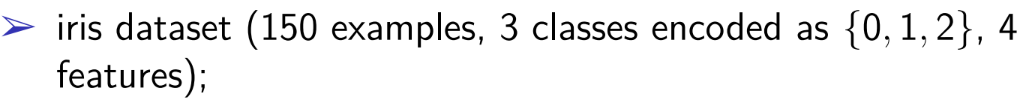 ➢ iris dataset (150 examples, 3 classes encoded as {0, 1, 2}, 4
features);